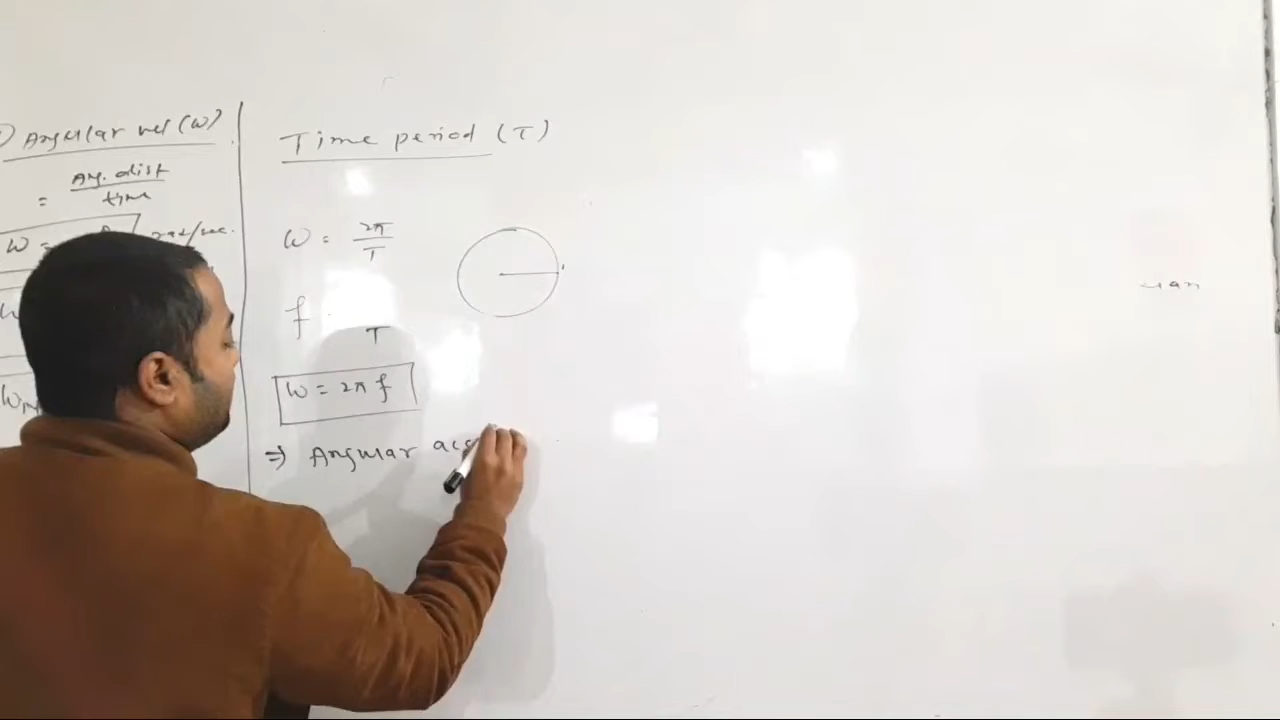 Angular vel (ω)
= Ang. dist / time
ω = rad/sec.
Time period (T)
ω = 2π / T
f
T
ω = 2π f
⇒ Angular acc